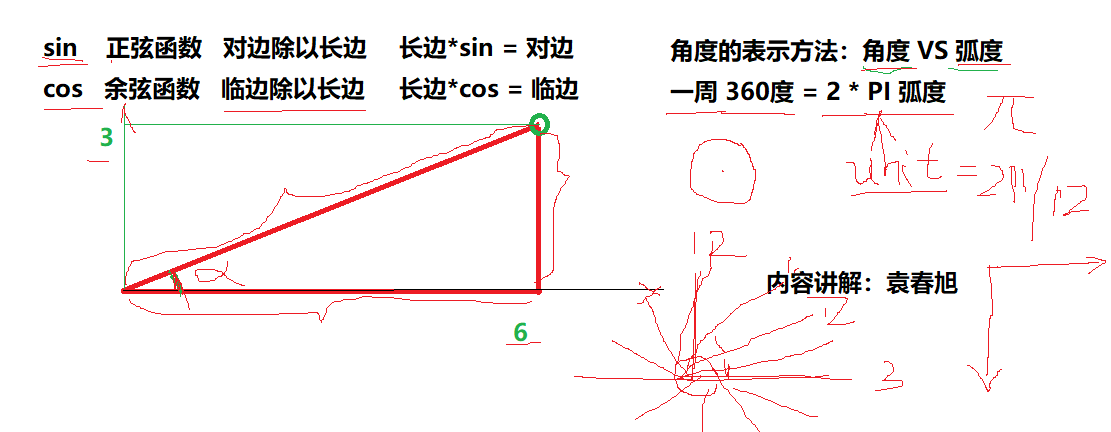 sin 正弦函数 对边除以长边 长边*sin = 对边
cos 余弦函数 临边除以长边 长边*cos = 临边
3
6
角度的表示方法：角度 VS 弧度
一周 360度 = 2 * PI 弧度
π
unit = 2π/12
12
内容讲解：袁春旭
3